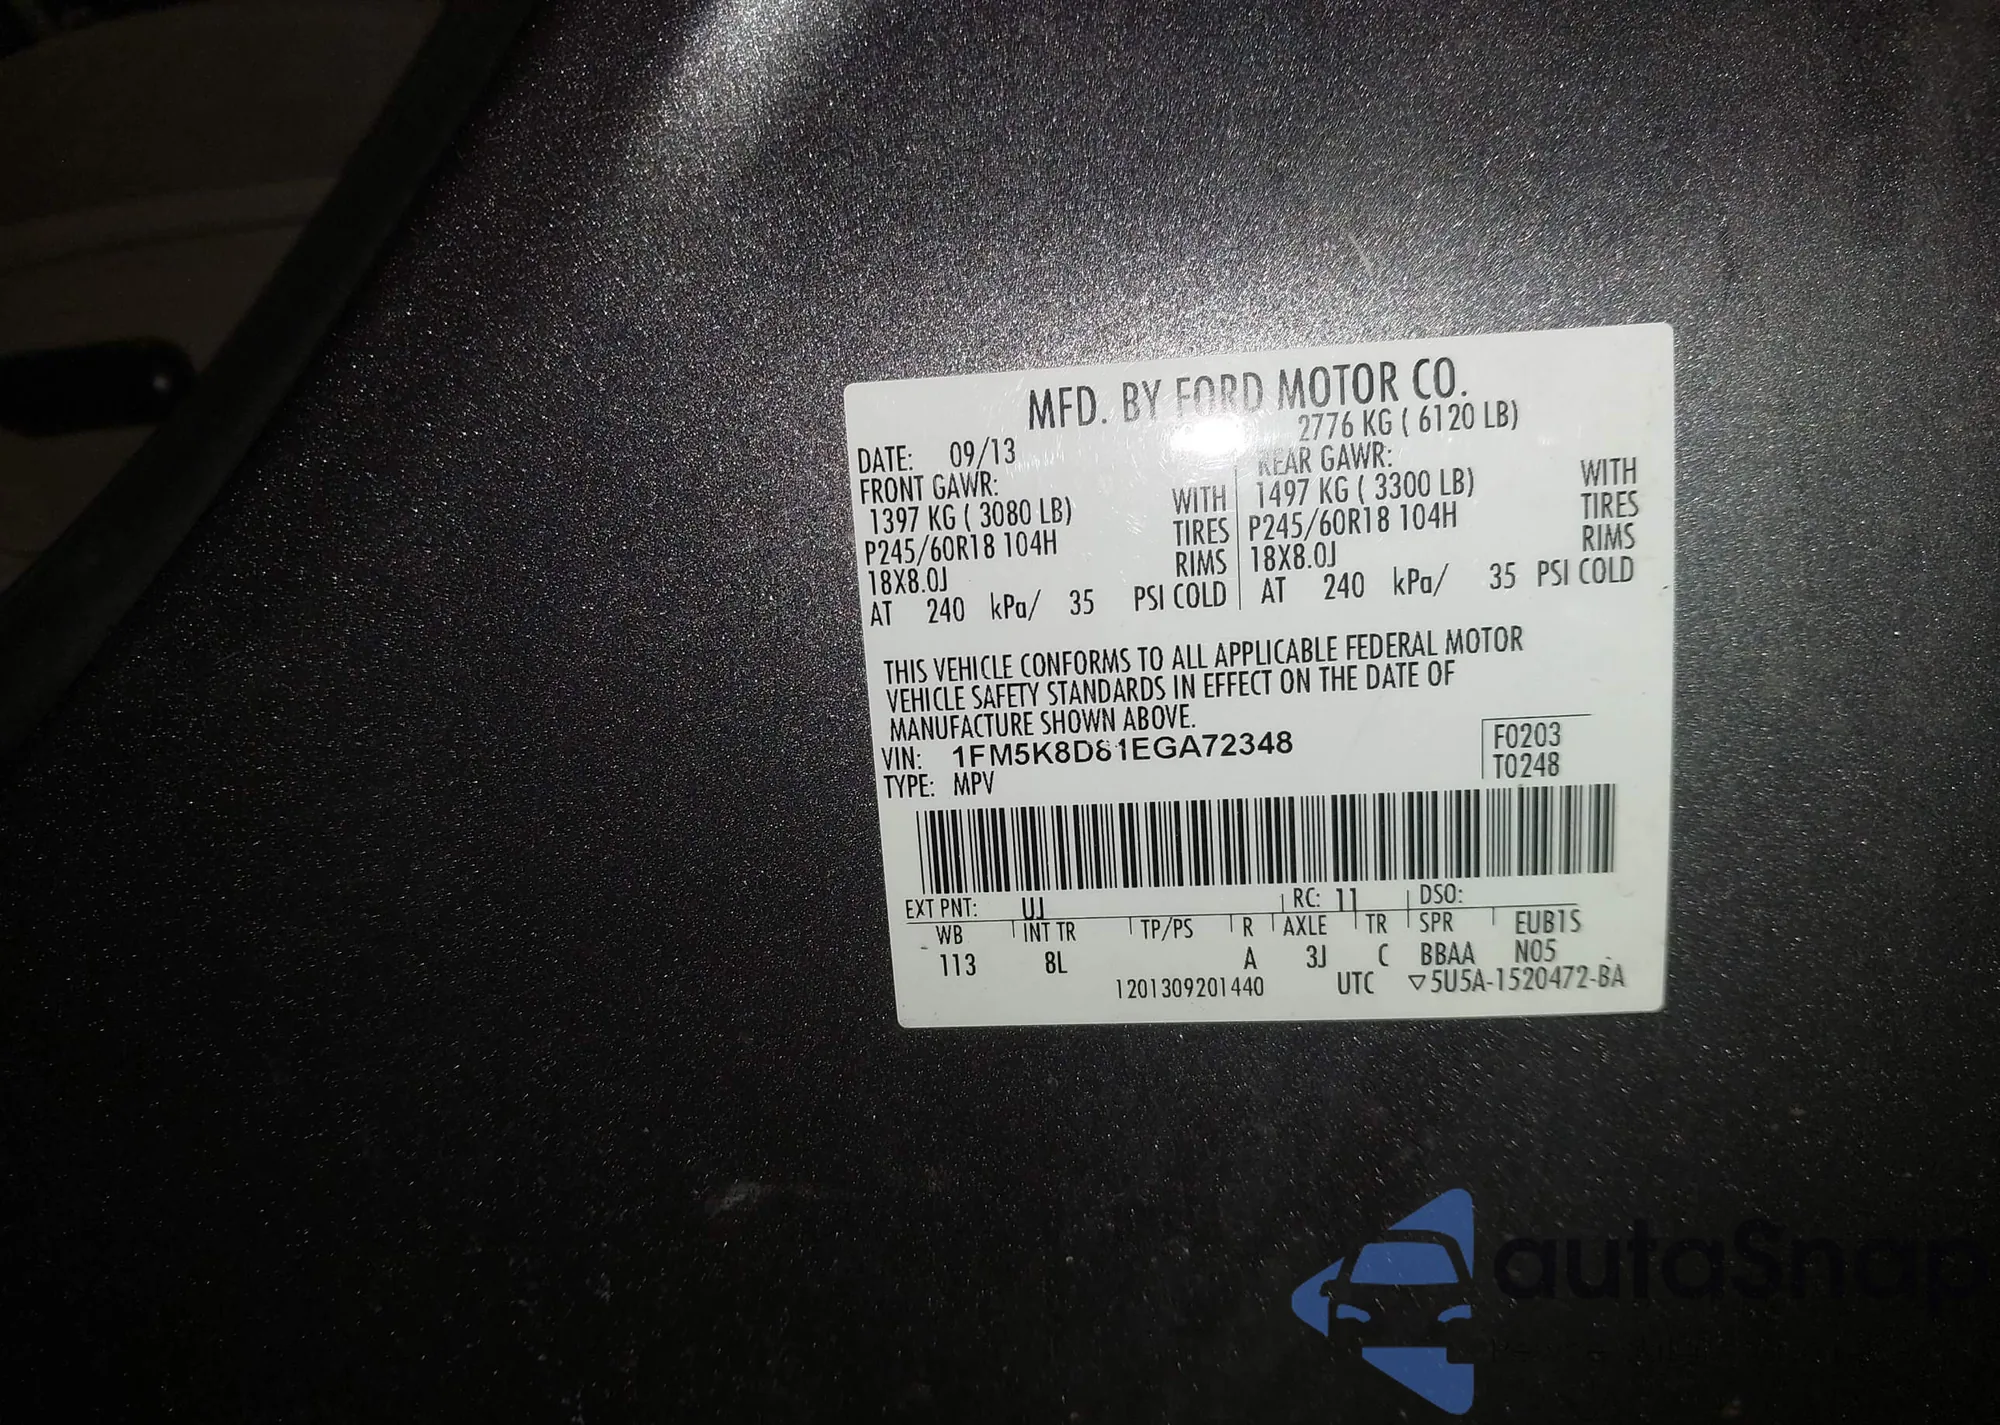 MFD. BY FORD MOTOR CO.
2776 KG ( 6120 LB)
DATE: 09/13
FRONT GAWR: REAR GAWR:
1397 KG ( 3080 LB) WITH 1497 KG ( 3300 LB) WITH
P245/60R18 104H TIRES P245/60R18 104H TIRES
18X8.0J RIMS 18X8.0J RIMS
AT 240 kPa/ 35 PSI COLD AT 240 kPa/ 35 PSI COLD
THIS VEHICLE CONFORMS TO ALL APPLICABLE FEDERAL MOTOR
VEHICLE SAFETY STANDARDS IN EFFECT ON THE DATE OF
MANUFACTURE SHOWN ABOVE.
VIN: 1FM5K8D81EGA72348 F0203
TYPE: MPV T0248
EXT PNT: UJ RC: 11 DSO:
WB INT TR TP/PS R AXLE TR SPR EUB1S
113 8L A 3J C BBAA N05
1201309201440 UTC ▽5U5A-1520472-BA
autaSnap